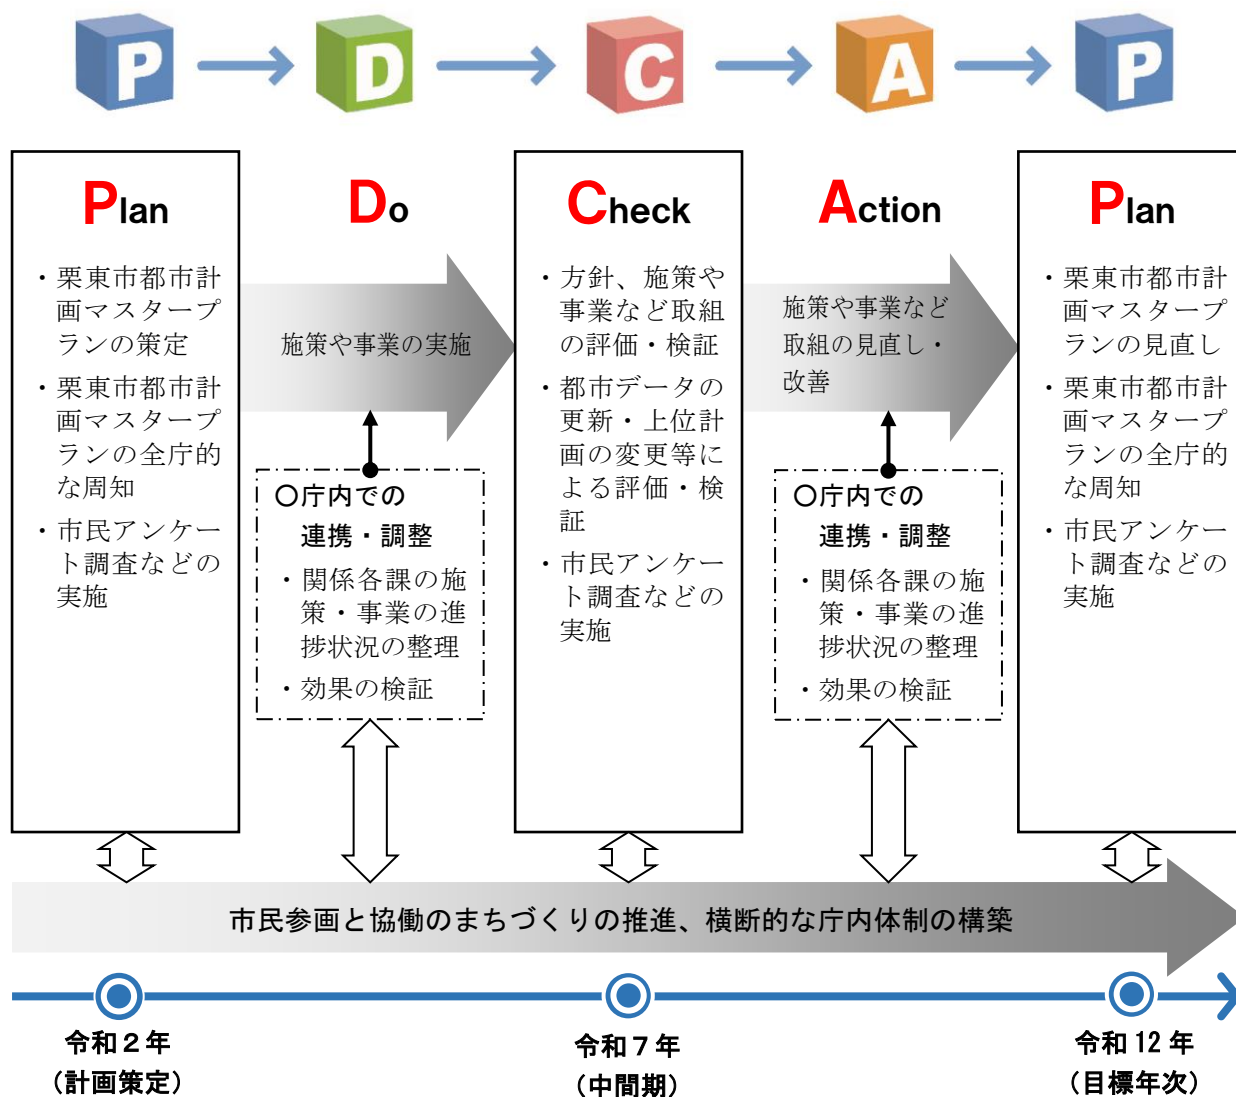 P
D
C
A
P
Plan
・栗東市都市計
画マスタープ
ランの策定
・栗東市都市計
画マスタープ
ランの全庁的
な周知
・市民アンケー
ト調査などの
実施
Do
施策や事業の実施
〇庁内での
連携・調整
・関係各課の施
策・事業の進
捗状況の整理
・効果の検証
Check
・方針、施策や
事業など取組
の評価・検証
・都市データの
更新・上位計
画の変更等に
よる評価・検
証
・市民アンケー
ト調査などの
実施
Action
施策や事業など
取組の見直し・
改善
〇庁内での
連携・調整
・関係各課の施
策・事業の進
捗状況の整理
・効果の検証
Plan
・栗東市都市計
画マスタープ
ランの見直し
・栗東市都市計
画マスタープ
ランの全庁的
な周知
・市民アンケー
ト調査などの
実施
市民参画と協働のまちづくりの推進、横断的な庁内体制の構築
令和２年
（計画策定）
令和７年
（中間期）
令和 12 年
（目標年次）